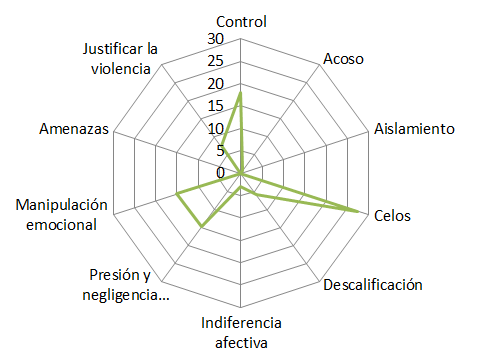 Control
30
25
20
15
10
5
0
Acoso
Aislamiento
Celos
Descalificación
Indiferencia
afectiva
Presión y
negligencia...
Manipulación
emocional
Amenazas
Justificar la
violencia